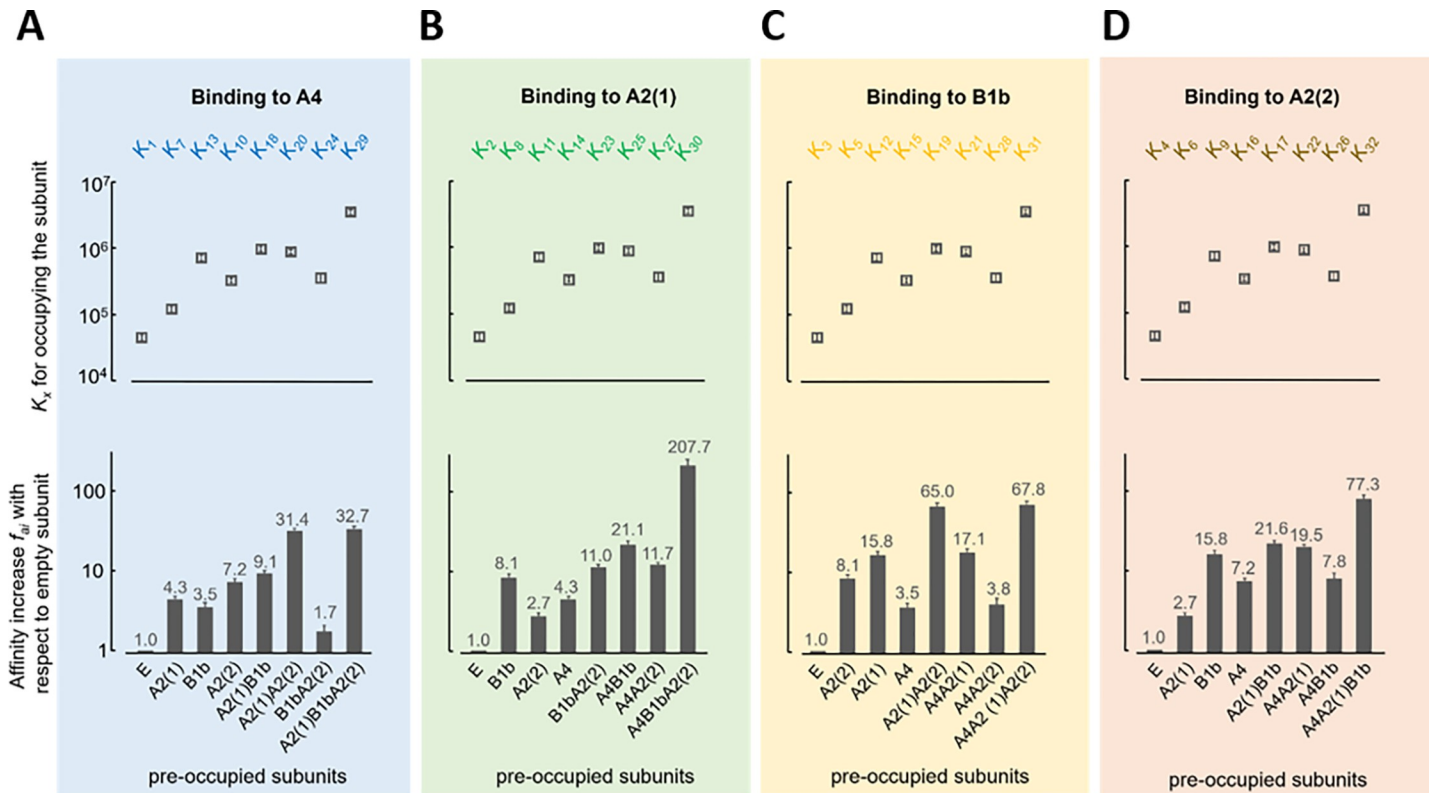 A
B
C
D
Binding to A4
Binding to A2(1)
Binding to B1b
Binding to A2(2)
K1 K7 K13 K10 K18 K20 K24 K29
K2 K8 K11 K14 K23 K25 K27 K30
K3 K5 K12 K15 K19 K21 K28 K31
K4 K6 K9 K16 K17 K22 K26 K32
Kx for occupying the subunit
10^7
10^6
10^5
10^4
Affinity increase fai with
respect to empty subunit
100
10
1
1.0 4.3 3.5 7.2 9.1 31.4 1.7 32.7
E A2(1) B1b A2(2) A2(1)B1b A2(1)A2(2) B1bA2(2) A2(1)B1bA2(2)
pre-occupied subunits
1.0 8.1 2.7 4.3 11.0 21.1 11.7 207.7
E B1b A2(2) A4 B1bA2(2) A4B1b A4A2(2) A4B1bA2(2)
pre-occupied subunits
1.0 8.1 15.8 3.5 65.0 17.1 3.8 67.8
E A2(2) A2(1) A4 A2(1)A2(2) A4A2(1) A4A2(2) A4A2 (1)A2(2)
pre-occupied subunits
1.0 2.7 15.8 7.2 21.6 19.5 7.8 77.3
E A2(1) B1b A4 A2(1)B1b A4A2(1) A4B1b A4A2(1)B1b
pre-occupied subunits